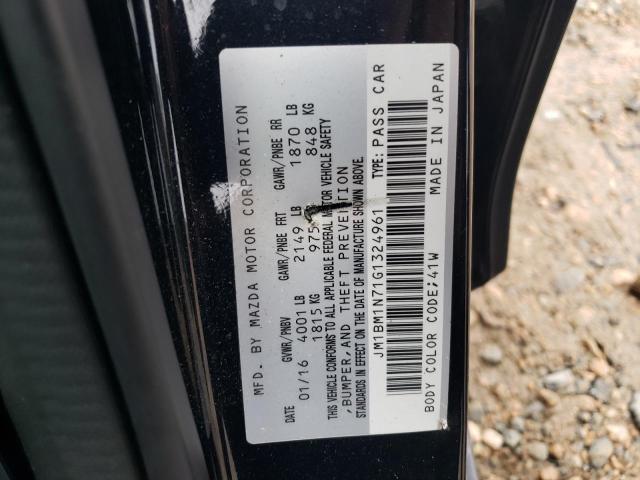 MFD. BY MAZDA MOTOR CORPORATION
DATE GVWR/PNBV GAWR/PNBE FRT GAWR/PNBE RR
01/16 4001 LB 2149 LB 1870 LB
1815 KG 975 848 KG
THIS VEHICLE CONFORMS TO ALL APPLICABLE FEDERAL MOTOR VEHICLE SAFETY
,BUMPER,AND THEFT PREVENTION
STANDARDS IN EFFECT ON THE DATE OF MANUFACTURE SHOWN ABOVE.
JM1BM1N71G1324961 TYPE: PASS CAR
BODY COLOR CODE;41W MADE IN JAPAN